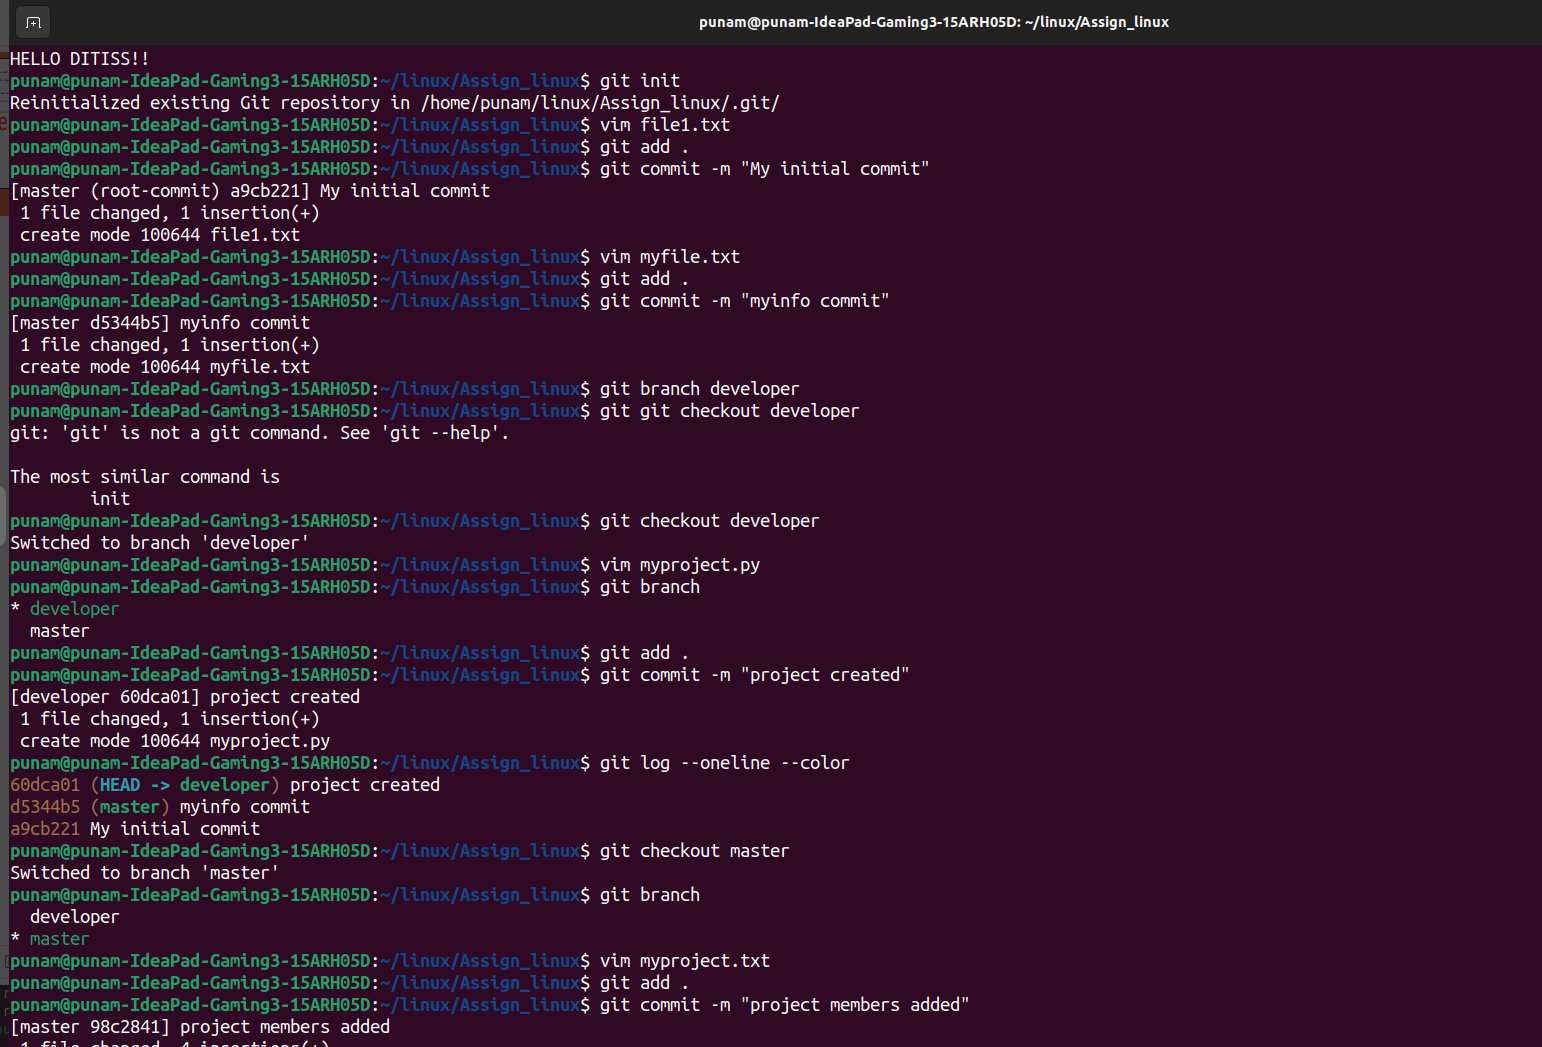 punam@punam-IdeaPad-Gaming3-15ARH05D: ~/linux/Assign_linux
HELLO DITISS!!
punam@punam-IdeaPad-Gaming3-15ARH05D:~/linux/Assign_linux$ git init
Reinitialized existing Git repository in /home/punam/linux/Assign_linux/.git/
punam@punam-IdeaPad-Gaming3-15ARH05D:~/linux/Assign_linux$ vim file1.txt
punam@punam-IdeaPad-Gaming3-15ARH05D:~/linux/Assign_linux$ git add .
punam@punam-IdeaPad-Gaming3-15ARH05D:~/linux/Assign_linux$ git commit -m "My initial commit"
[master (root-commit) a9cb221] My initial commit
 1 file changed, 1 insertion(+)
 create mode 100644 file1.txt
punam@punam-IdeaPad-Gaming3-15ARH05D:~/linux/Assign_linux$ vim myfile.txt
punam@punam-IdeaPad-Gaming3-15ARH05D:~/linux/Assign_linux$ git add .
punam@punam-IdeaPad-Gaming3-15ARH05D:~/linux/Assign_linux$ git commit -m "myinfo commit"
[master d5344b5] myinfo commit
 1 file changed, 1 insertion(+)
 create mode 100644 myfile.txt
punam@punam-IdeaPad-Gaming3-15ARH05D:~/linux/Assign_linux$ git branch developer
punam@punam-IdeaPad-Gaming3-15ARH05D:~/linux/Assign_linux$ git git checkout developer
git: 'git' is not a git command. See 'git --help'.
The most similar command is
        init
punam@punam-IdeaPad-Gaming3-15ARH05D:~/linux/Assign_linux$ git checkout developer
Switched to branch 'developer'
punam@punam-IdeaPad-Gaming3-15ARH05D:~/linux/Assign_linux$ vim myproject.py
punam@punam-IdeaPad-Gaming3-15ARH05D:~/linux/Assign_linux$ git branch
* developer
  master
punam@punam-IdeaPad-Gaming3-15ARH05D:~/linux/Assign_linux$ git add .
punam@punam-IdeaPad-Gaming3-15ARH05D:~/linux/Assign_linux$ git commit -m "project created"
[developer 60dca01] project created
 1 file changed, 1 insertion(+)
 create mode 100644 myproject.py
punam@punam-IdeaPad-Gaming3-15ARH05D:~/linux/Assign_linux$ git log --oneline --color
60dca01 (HEAD -> developer) project created
d5344b5 (master) myinfo commit
a9cb221 My initial commit
punam@punam-IdeaPad-Gaming3-15ARH05D:~/linux/Assign_linux$ git checkout master
Switched to branch 'master'
punam@punam-IdeaPad-Gaming3-15ARH05D:~/linux/Assign_linux$ git branch
  developer
* master
punam@punam-IdeaPad-Gaming3-15ARH05D:~/linux/Assign_linux$ vim myproject.txt
punam@punam-IdeaPad-Gaming3-15ARH05D:~/linux/Assign_linux$ git add .
punam@punam-IdeaPad-Gaming3-15ARH05D:~/linux/Assign_linux$ git commit -m "project members added"
[master 98c2841] project members added
 1 file changed, 4 insertions(+)